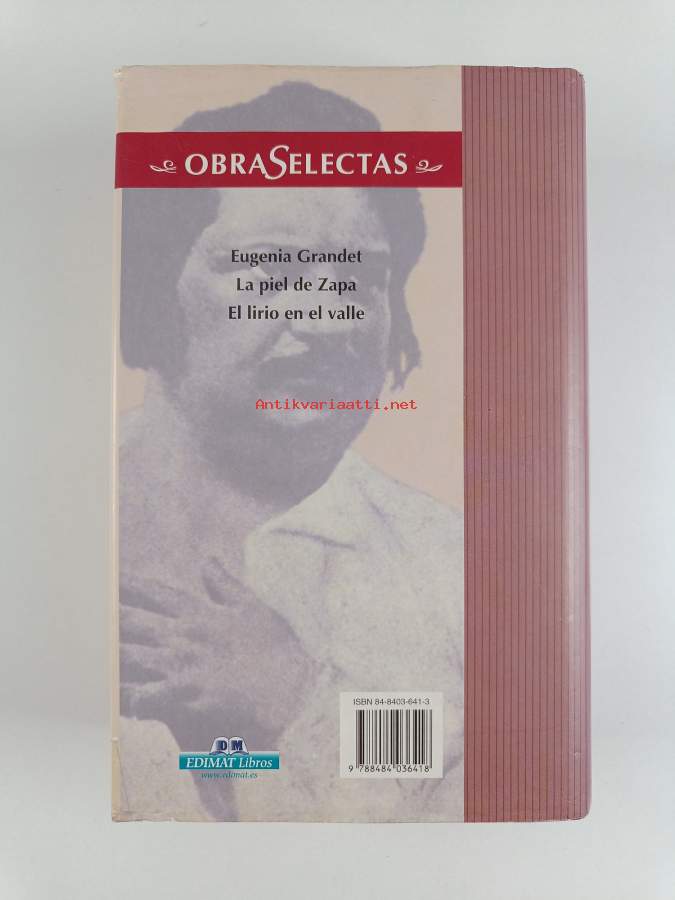 OBRASELECTAS
Eugenia Grandet
La piel de Zapa
El lirio en el valle
Antikvariaatti.net
ISBN 84-8403-641-3
9 788484 036418
DM
EDIMAT Libros
www.edimat.es